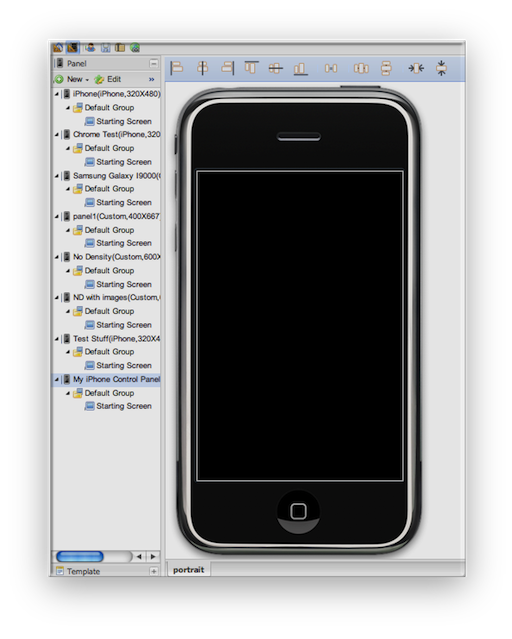 Panel
New Edit »
iPhone(iPhone,320X480)
Default Group
Starting Screen
Chrome Test(iPhone,320
Default Group
Starting Screen
Samsung Galaxy I9000(
Default Group
Starting Screen
panel1(Custom,400X667
Default Group
Starting Screen
No Density(Custom,600X
Default Group
Starting Screen
ND with images(Custom,
Default Group
Starting Screen
Test Stuff(iPhone,320X4
Default Group
Starting Screen
My iPhone Control Panel
Default Group
Starting Screen
Template
portrait